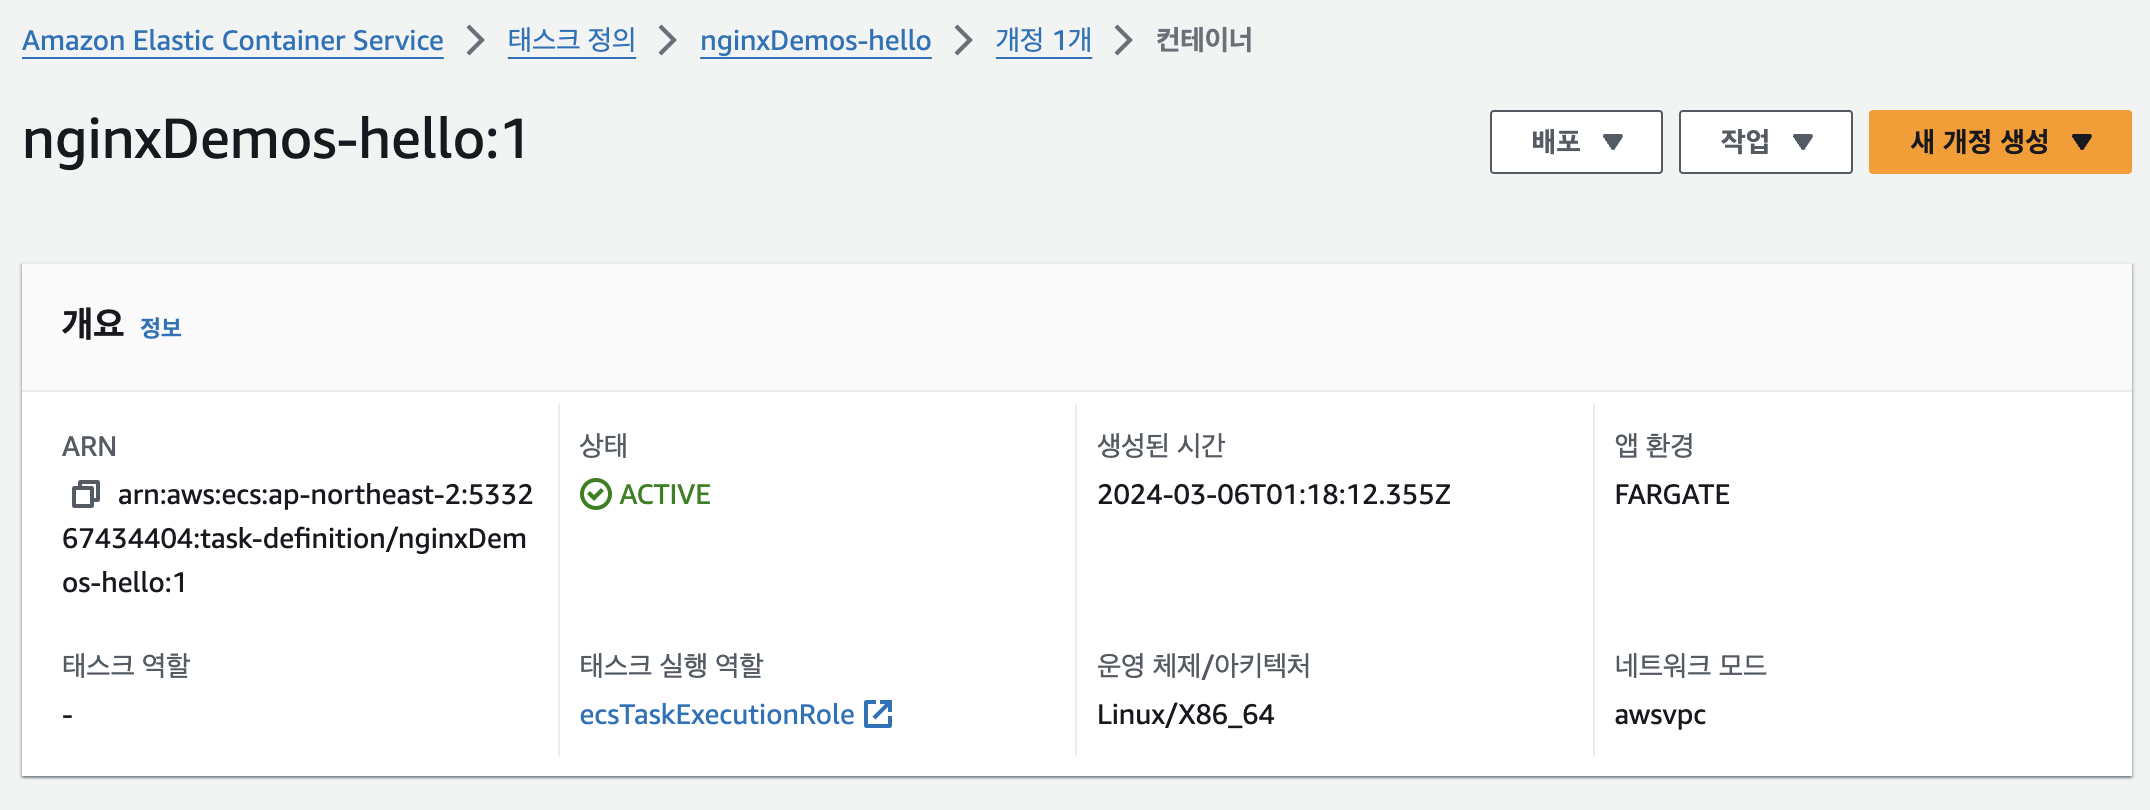 Amazon Elastic Container Service > 태스크 정의 > nginxDemos-hello > 개정 1개 > 컨테이너
nginxDemos-hello:1
배포 ▼ 작업 ▼ 새 개정 생성 ▼
개요 정보
ARN
arn:aws:ecs:ap-northeast-2:5332
67434404:task-definition/nginxDem
os-hello:1
상태
ACTIVE
생성된 시간
2024-03-06T01:18:12.355Z
앱 환경
FARGATE
태스크 역할
-
태스크 실행 역할
ecsTaskExecutionRole
운영 체제/아키텍처
Linux/X86_64
네트워크 모드
awsvpc